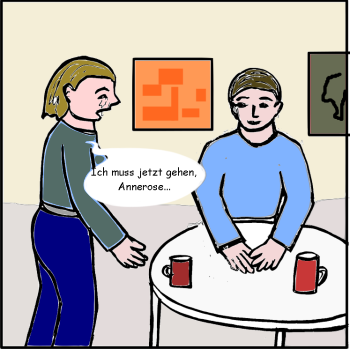 Ich muss jetzt gehen,
Annerose...